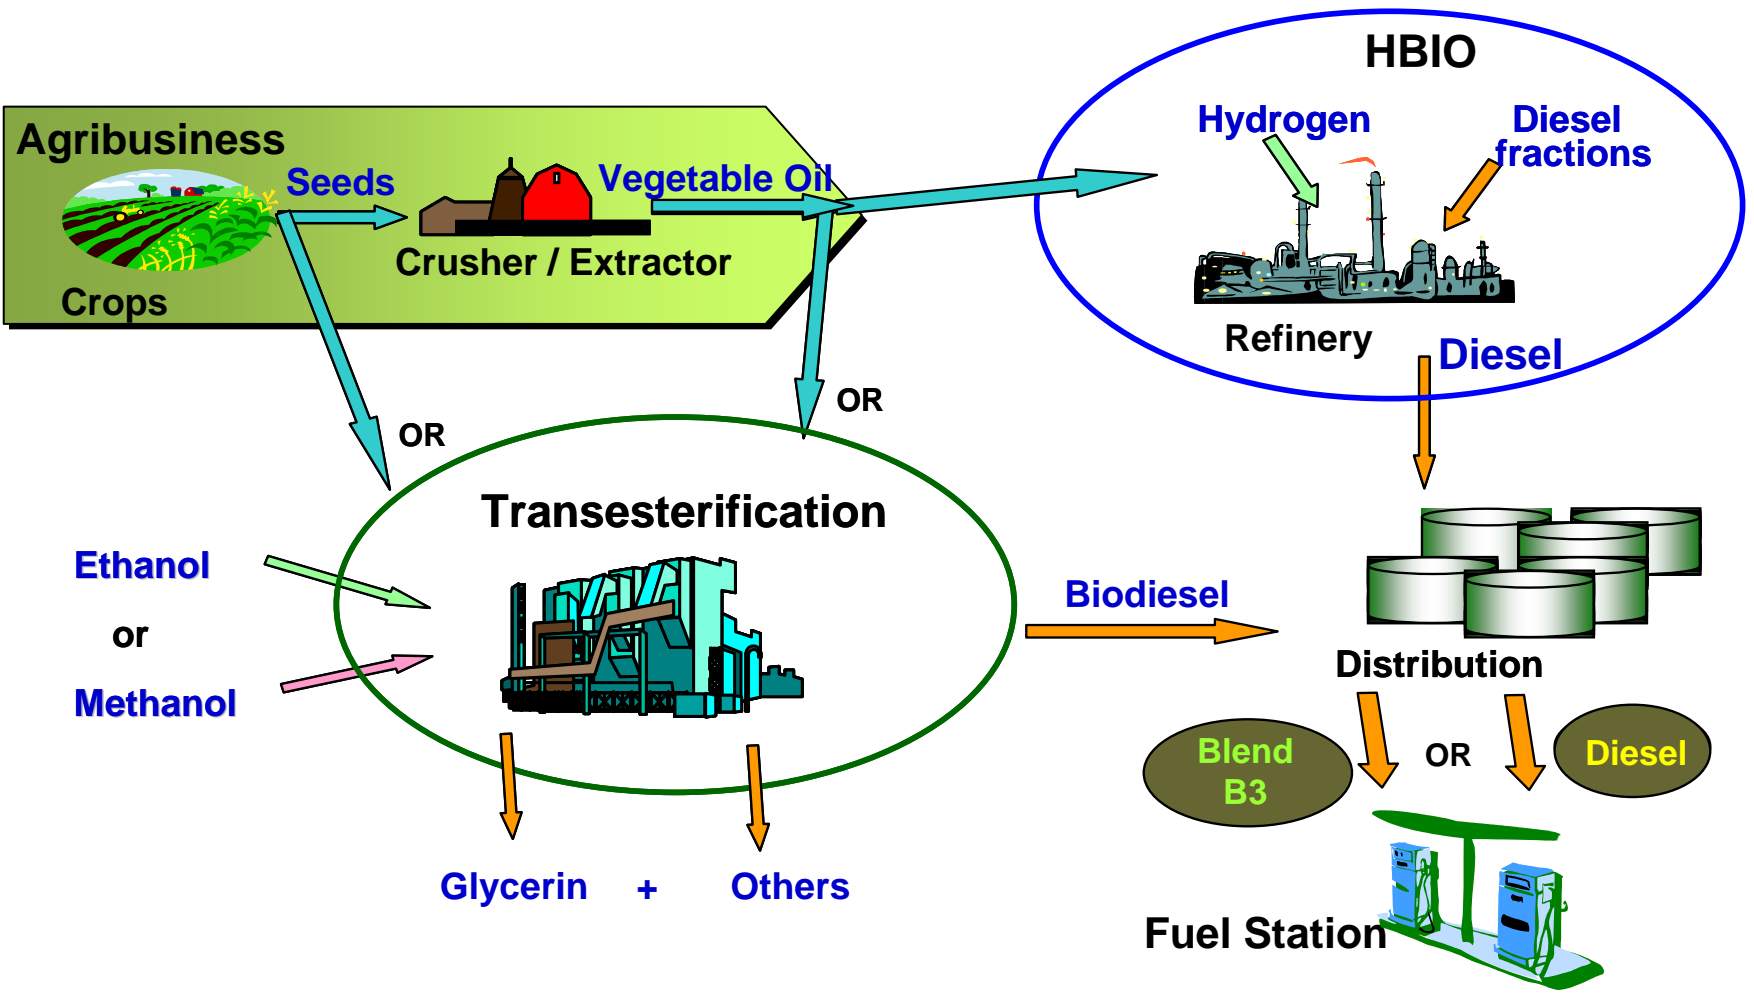 HBIO
Hydrogen
Diesel
fractions
Refinery
Diesel
Agribusiness
Seeds
Vegetable Oil
Crusher / Extractor
Crops
OR
OR
Transesterification
Ethanol
or
Methanol
Biodiesel
Glycerin + Others
Distribution
Blend
B3
OR
Diesel
Fuel Station